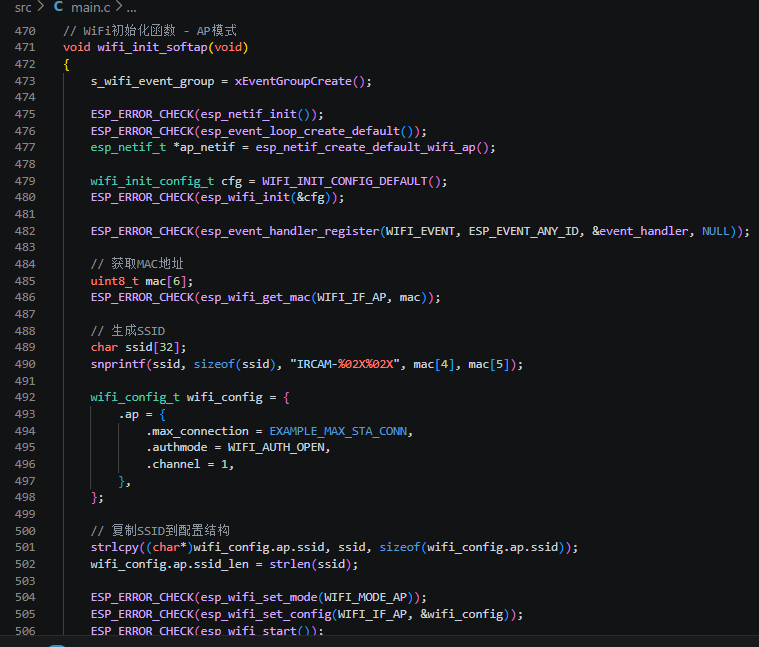 src > C main.c > ...
470 // WiFi初始化函数 - AP模式
471 void wifi_init_softap(void)
472 {
473     s_wifi_event_group = xEventGroupCreate();
474
475     ESP_ERROR_CHECK(esp_netif_init());
476     ESP_ERROR_CHECK(esp_event_loop_create_default());
477     esp_netif_t *ap_netif = esp_netif_create_default_wifi_ap();
478
479     wifi_init_config_t cfg = WIFI_INIT_CONFIG_DEFAULT();
480     ESP_ERROR_CHECK(esp_wifi_init(&cfg));
481
482     ESP_ERROR_CHECK(esp_event_handler_register(WIFI_EVENT, ESP_EVENT_ANY_ID, &event_handler, NULL));
483
484     // 获取MAC地址
485     uint8_t mac[6];
486     ESP_ERROR_CHECK(esp_wifi_get_mac(WIFI_IF_AP, mac));
487
488     // 生成SSID
489     char ssid[32];
490     snprintf(ssid, sizeof(ssid), "IRCAM-%02X%02X", mac[4], mac[5]);
491
492     wifi_config_t wifi_config = {
493         .ap = {
494             .max_connection = EXAMPLE_MAX_STA_CONN,
495             .authmode = WIFI_AUTH_OPEN,
496             .channel = 1,
497         },
498     };
499
500     // 复制SSID到配置结构
501     strlcpy((char*)wifi_config.ap.ssid, ssid, sizeof(wifi_config.ap.ssid));
502     wifi_config.ap.ssid_len = strlen(ssid);
503
504     ESP_ERROR_CHECK(esp_wifi_set_mode(WIFI_MODE_AP));
505     ESP_ERROR_CHECK(esp_wifi_set_config(WIFI_IF_AP, &wifi_config));
506     ESP_ERROR_CHECK(esp_wifi_start());